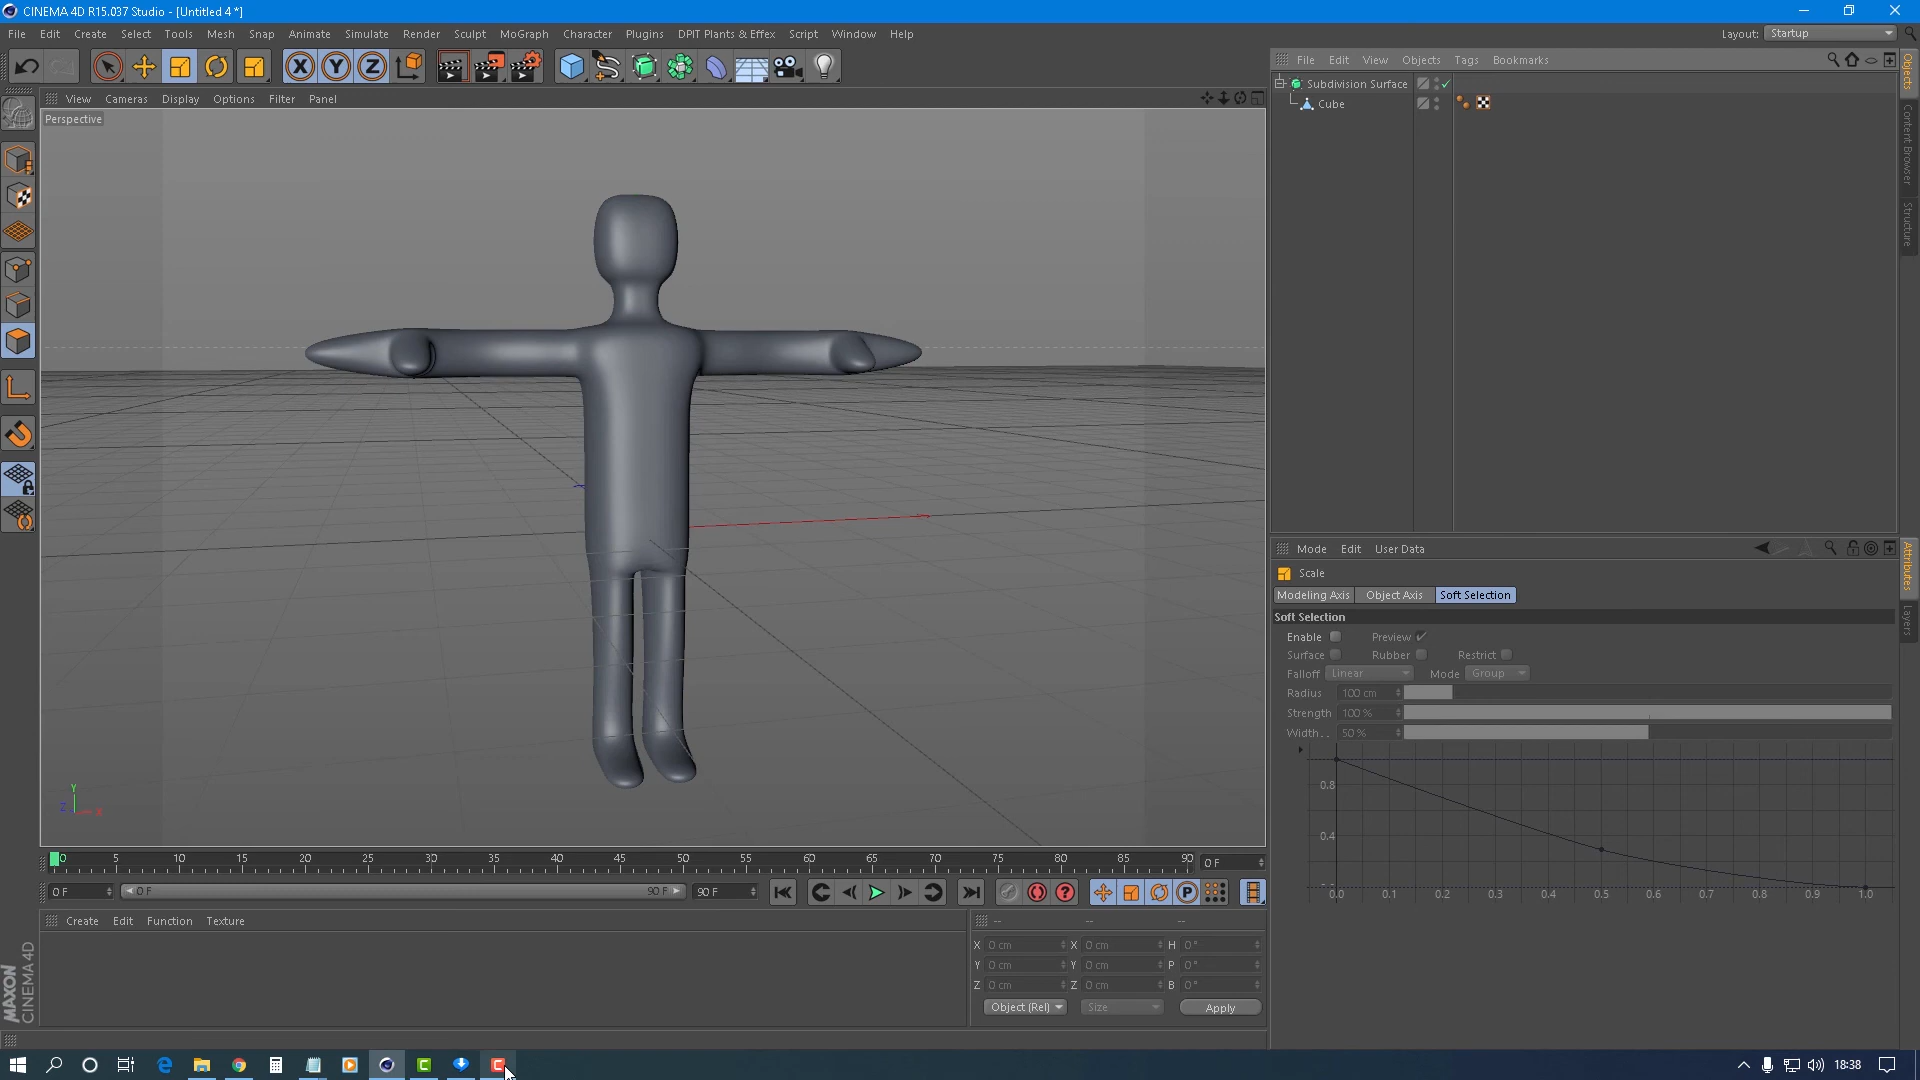 CINEMA 4D R15.037 Studio - [Untitled 4 *]
File Edit Create Select Tools Mesh Snap Animate Simulate Render Sculpt MoGraph Character Plugins DPIT Plants & Effex Script Window Help
Layout: Startup
X Y Z
View Cameras Display Options Filter Panel
Perspective
Y
Z X
File Edit View Objects Tags Bookmarks
Subdivision Surface
Cube
Objects
Content Browser
Structure
Mode Edit User Data
Scale
Modeling Axis Object Axis Soft Selection
Soft Selection
Enable Preview
Surface Rubber Restrict
Falloff Linear Mode Group
Radius 100 cm
Strength 100 %
Width.. 50 %
0.8
0.4
0.0 0.1 0.2 0.3 0.4 0.5 0.6 0.7 0.8 0.9 1.0
Attributes
Layers
0 5 10 15 20 25 30 35 40 45 50 55 60 65 70 75 80 85 90
0 F
0 F 0 F 90 F 90 F
P
Create Edit Function Texture
-- -- --
X 0 cm X 0 cm H 0 °
Y 0 cm Y 0 cm P 0 °
Z 0 cm Z 0 cm B 0 °
Object (Rel) Size Apply
MAXON
CINEMA 4D
18:38